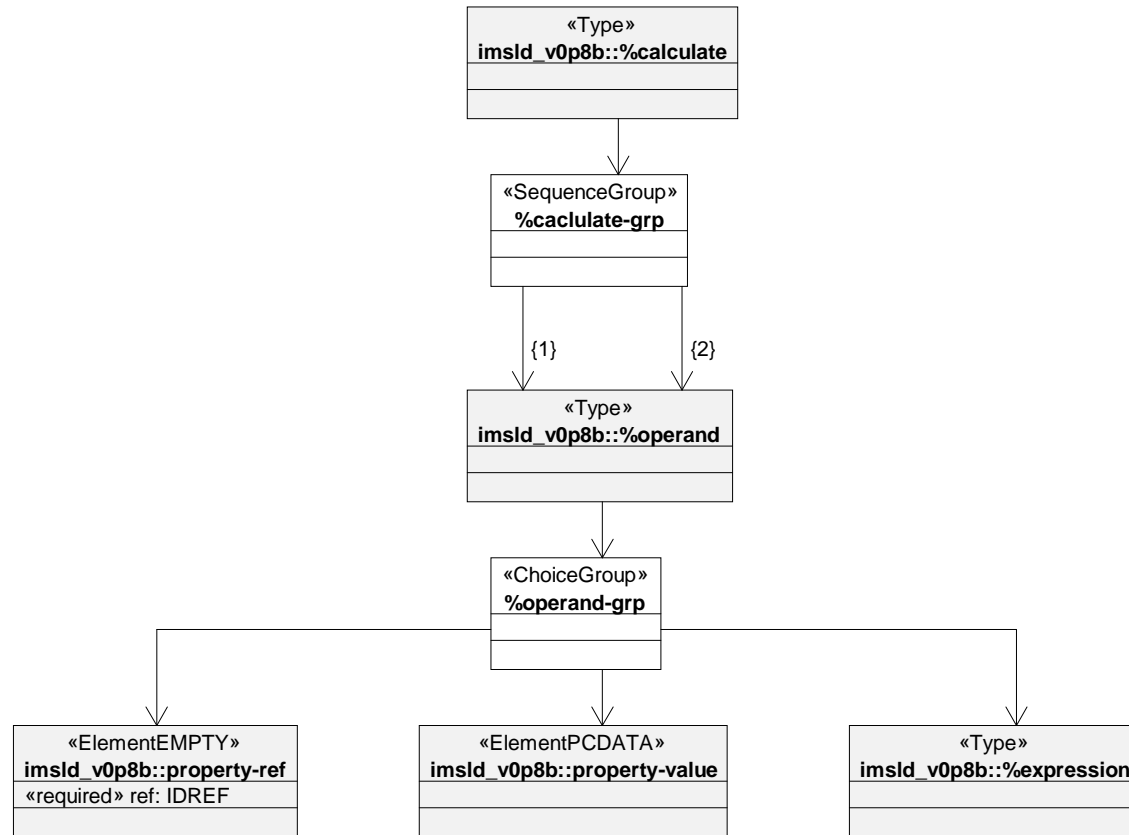 «Type»
imsld_v0p8b::%calculate
«SequenceGroup»
%caclulate-grp
{1}
{2}
«Type»
imsld_v0p8b::%operand
«ChoiceGroup»
%operand-grp
«ElementEMPTY»
imsld_v0p8b::property-ref
«required» ref: IDREF
«ElementPCDATA»
imsld_v0p8b::property-value
«Type»
imsld_v0p8b::%expression